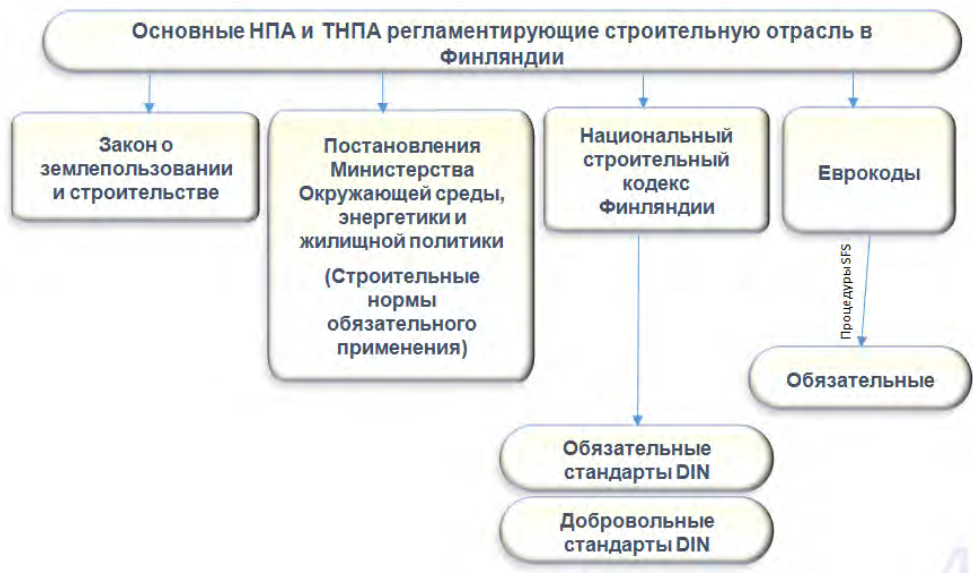 Основные НПА и ТНПА регламентирующие строительную отрасль в
Финляндии
Закон о
землепользовании
и строительстве
Постановления
Министерства
Окружающей среды,
энергетики и
жилищной политики
(Строительные
нормы
обязательного
применения)
Национальный
строительный
кодекс
Финляндии
Еврокоды
Процедуры SFS
Обязательные
Обязательные
стандарты DIN
Добровольные
стандарты DIN
4